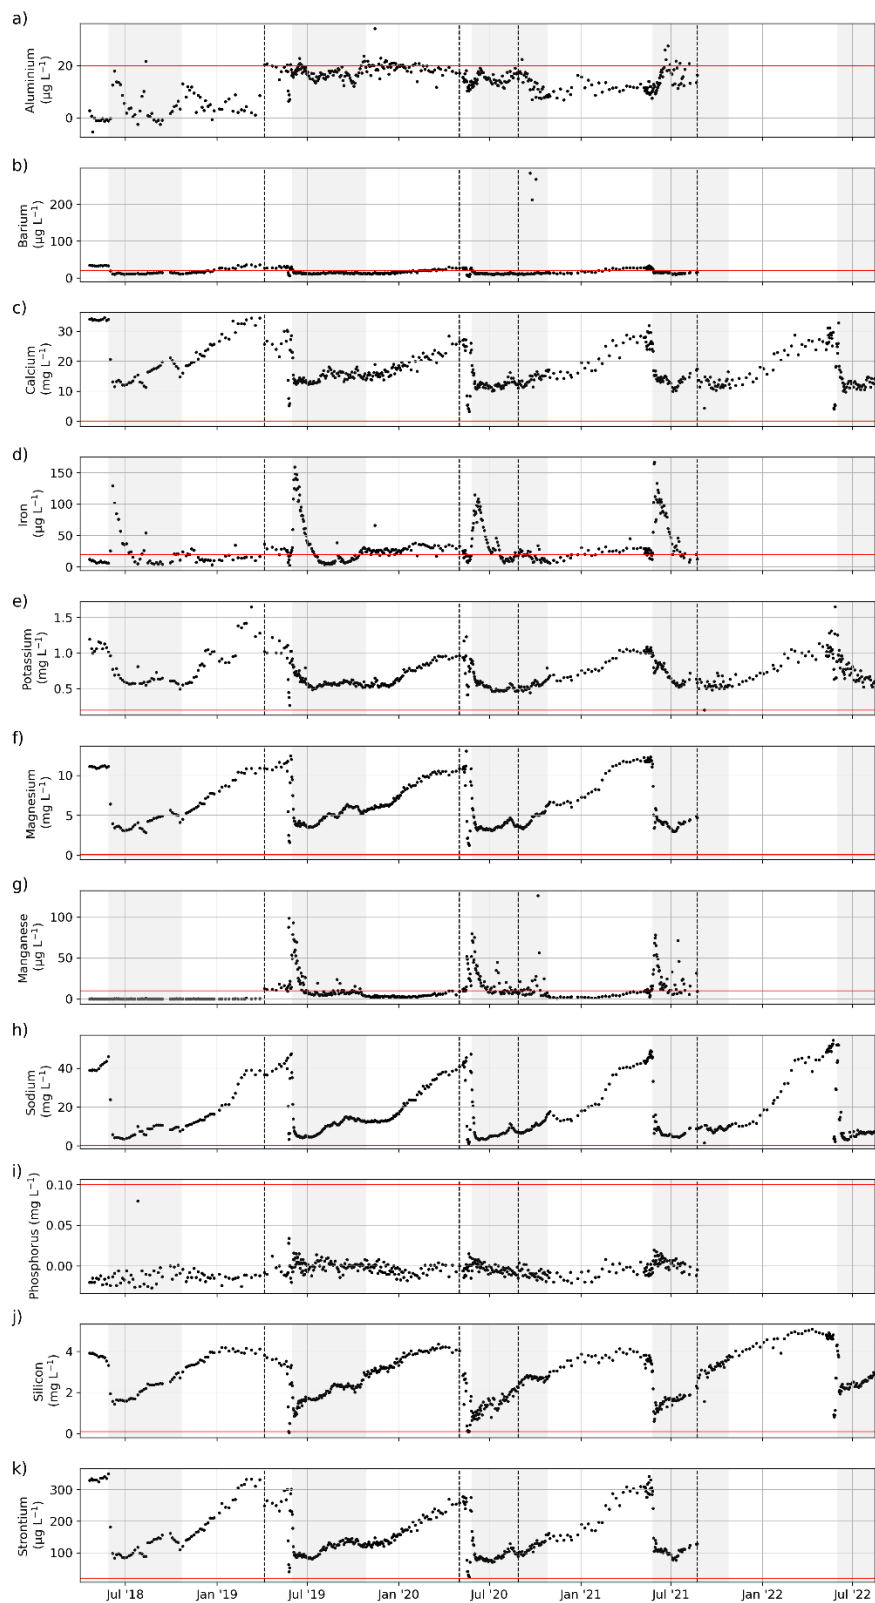 a)
Aluminium
(µg L⁻¹)
20
0
b)
Barium
(µg L⁻¹)
200
100
0
c)
Calcium
(mg L⁻¹)
30
20
10
0
d)
Iron
(µg L⁻¹)
150
100
50
0
e)
Potassium
(mg L⁻¹)
1.5
1.0
0.5
f)
Magnesium
(mg L⁻¹)
10
5
0
g)
Manganese
(µg L⁻¹)
100
50
0
h)
Sodium
(mg L⁻¹)
40
20
0
i)
Phosphorus (mg L⁻¹)
0.10
0.05
0.00
j)
Silicon
(mg L⁻¹)
4
2
0
k)
Strontium
(µg L⁻¹)
300
200
100
Jul '18 Jan '19 Jul '19 Jan '20 Jul '20 Jan '21 Jul '21 Jan '22 Jul '22